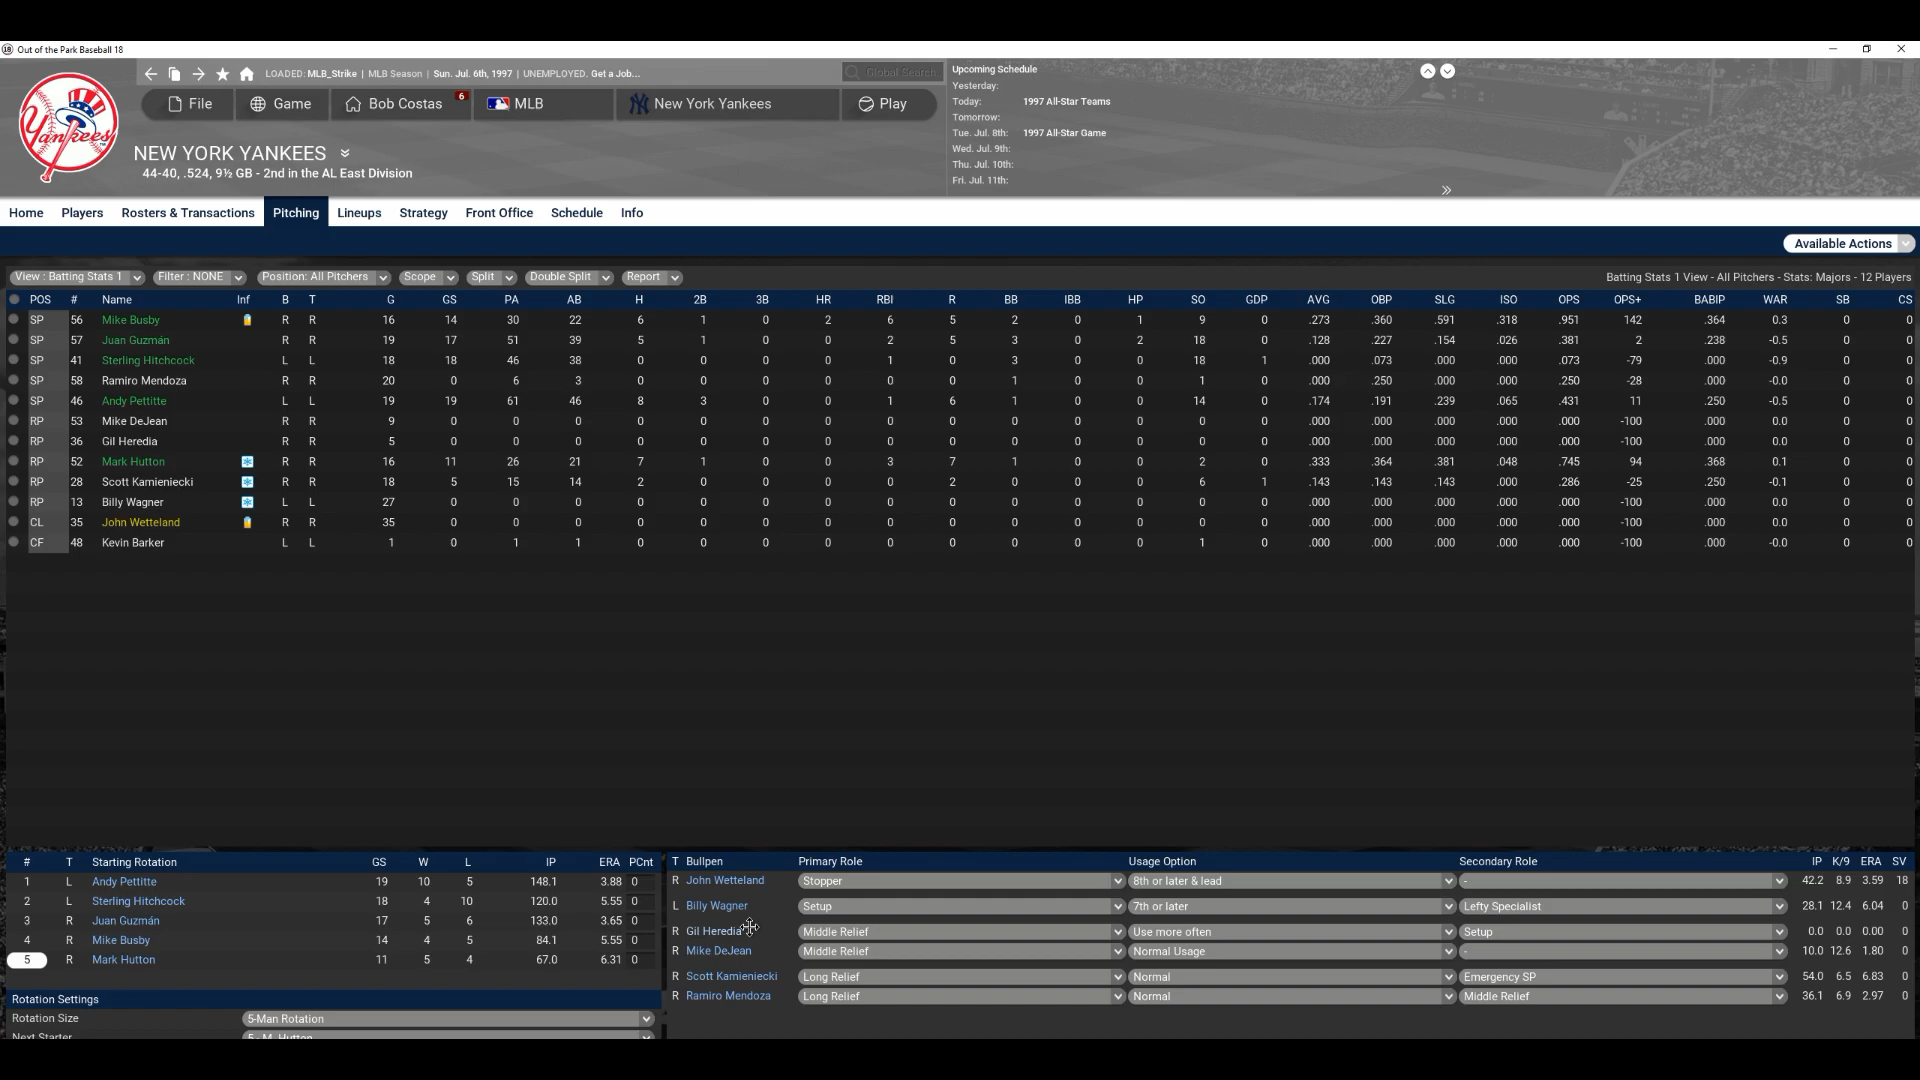 Out of the Park Baseball 18
LOADED: MLB_Strike | MLB Season | Sun. Jul. 6th, 1997 | UNEMPLOYED. Get a Job...
Global Search
File Game Bob Costas 6 MLB New York Yankees Play
Yankees
NEW YORK YANKEES
44-40, .524, 9½ GB - 2nd in the AL East Division
Upcoming Schedule
Yesterday:
Today: 1997 All-Star Teams
Tomorrow:
Tue. Jul. 8th: 1997 All-Star Game
Wed. Jul. 9th:
Thu. Jul. 10th:
Fri. Jul. 11th:
Home Players Rosters & Transactions Pitching Lineups Strategy Front Office Schedule Info
Available Actions
View : Batting Stats 1 Filter : NONE Position: All Pitchers Scope Split Double Split Report Batting Stats 1 View - All Pitchers - Stats: Majors - 12 Players
POS # Name Inf B T G GS PA AB H 2B 3B HR RBI R BB IBB HP SO GDP AVG OBP SLG ISO OPS OPS+ BABIP WAR SB CS
SP 56 Mike Busby R R 16 14 30 22 6 1 0 2 6 5 2 0 1 9 0 .273 .360 .591 .318 .951 142 .364 0.3 0 0
SP 57 Juan Guzmán R R 19 17 51 39 5 1 0 0 2 5 3 0 2 18 0 .128 .227 .154 .026 .381 2 .238 -0.5 0 0
SP 41 Sterling Hitchcock L L 18 18 46 38 0 0 0 0 1 0 3 0 0 18 1 .000 .073 .000 .000 .073 -79 .000 -0.9 0 0
SP 58 Ramiro Mendoza R R 20 0 6 3 0 0 0 0 0 0 1 0 0 1 0 .000 .250 .000 .000 .250 -28 .000 -0.0 0 0
SP 46 Andy Pettitte L L 19 19 61 46 8 3 0 0 1 6 1 0 0 14 0 .174 .191 .239 .065 .431 11 .250 -0.5 0 0
RP 53 Mike DeJean R R 9 0 0 0 0 0 0 0 0 0 0 0 0 0 0 .000 .000 .000 .000 .000 -100 .000 0.0 0 0
RP 36 Gil Heredia R R 5 0 0 0 0 0 0 0 0 0 0 0 0 0 0 .000 .000 .000 .000 .000 -100 .000 0.0 0 0
RP 52 Mark Hutton R R 16 11 26 21 7 1 0 0 3 7 1 0 0 2 0 .333 .364 .381 .048 .745 94 .368 0.1 0 0
RP 28 Scott Kamieniecki R R 18 5 15 14 2 0 0 0 0 2 0 0 0 6 1 .143 .143 .143 .000 .286 -25 .250 -0.1 0 0
RP 13 Billy Wagner L L 27 0 0 0 0 0 0 0 0 0 0 0 0 0 0 .000 .000 .000 .000 .000 -100 .000 0.0 0 0
CL 35 John Wetteland R R 35 0 0 0 0 0 0 0 0 0 0 0 0 0 0 .000 .000 .000 .000 .000 -100 .000 0.0 0 0
CF 48 Kevin Barker L L 1 0 1 1 0 0 0 0 0 0 0 0 0 1 0 .000 .000 .000 .000 .000 -100 .000 -0.0 0 0
# T Starting Rotation GS W L IP ERA PCnt
1 L Andy Pettitte 19 10 5 148.1 3.88 0
2 L Sterling Hitchcock 18 4 10 120.0 5.55 0
3 R Juan Guzmán 17 5 6 133.0 3.65 0
4 R Mike Busby 14 4 5 84.1 5.55 0
5 R Mark Hutton 11 5 4 67.0 6.31 0
Rotation Settings
Rotation Size 5-Man Rotation
Next Starter 5 - M. Hutton
T Bullpen Primary Role Usage Option Secondary Role IP K/9 ERA SV
R John Wetteland Stopper 8th or later & lead - 42.2 8.9 3.59 18
L Billy Wagner Setup 7th or later Lefty Specialist 28.1 12.4 6.04 0
R Gil Heredia Middle Relief Use more often Setup 0.0 0.0 0.00 0
R Mike DeJean Middle Relief Normal Usage - 10.0 12.6 1.80 0
R Scott Kamieniecki Long Relief Normal Emergency SP 54.0 6.5 6.83 0
R Ramiro Mendoza Long Relief Normal Middle Relief 36.1 6.9 2.97 0